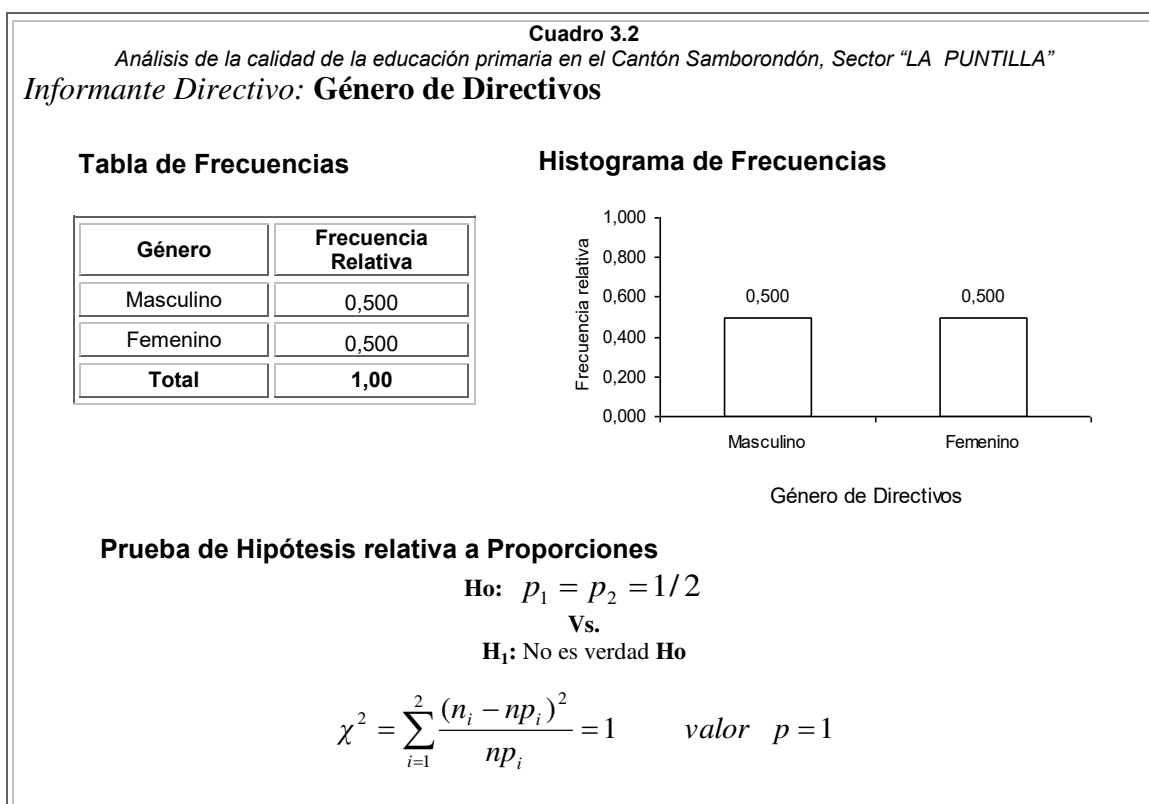 Cuadro 3.2
Análisis de la calidad de la educación primaria en el Cantón Samborondón, Sector “LA PUNTILLA”
Informante Directivo: Género de Directivos
Tabla de Frecuencias
Género Frecuencia Relativa
Masculino 0,500
Femenino 0,500
Total 1,00
Histograma de Frecuencias
Frecuencia relativa
1,000
0,800
0,600
0,400
0,200
0,000
0,500 0,500
Masculino Femenino
Género de Directivos
Prueba de Hipótesis relativa a Proporciones
Ho: p₁ = p₂ = 1/2
Vs.
H₁: No es verdad Ho
χ² = ∑_{i=1}^{2} (n_i − np_i)² / np_i = 1 valor p = 1